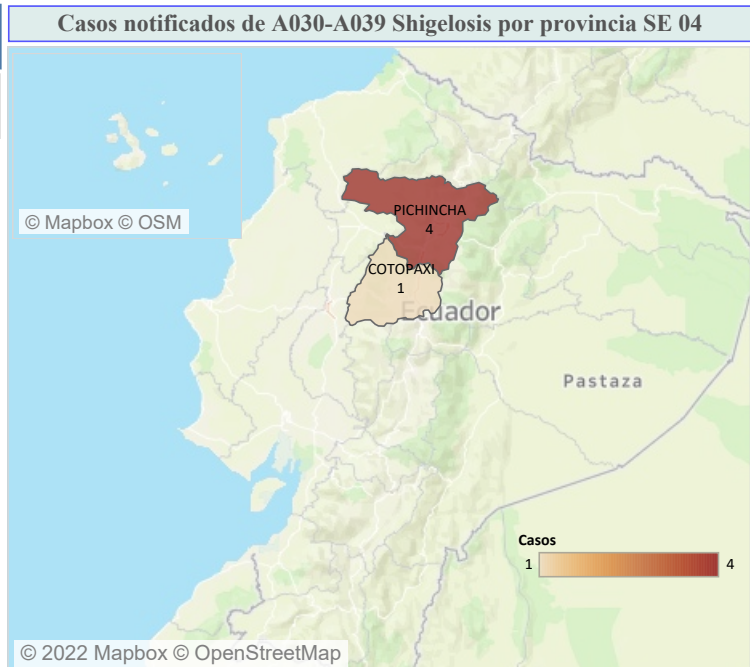 Casos notificados de A030-A039 Shigelosis por provincia SE 04
© Mapbox © OSM
PICHINCHA
4
COTOPAXI
1
Ecuador
Pastaza
Casos
1 4
© 2022 Mapbox © OpenStreetMap